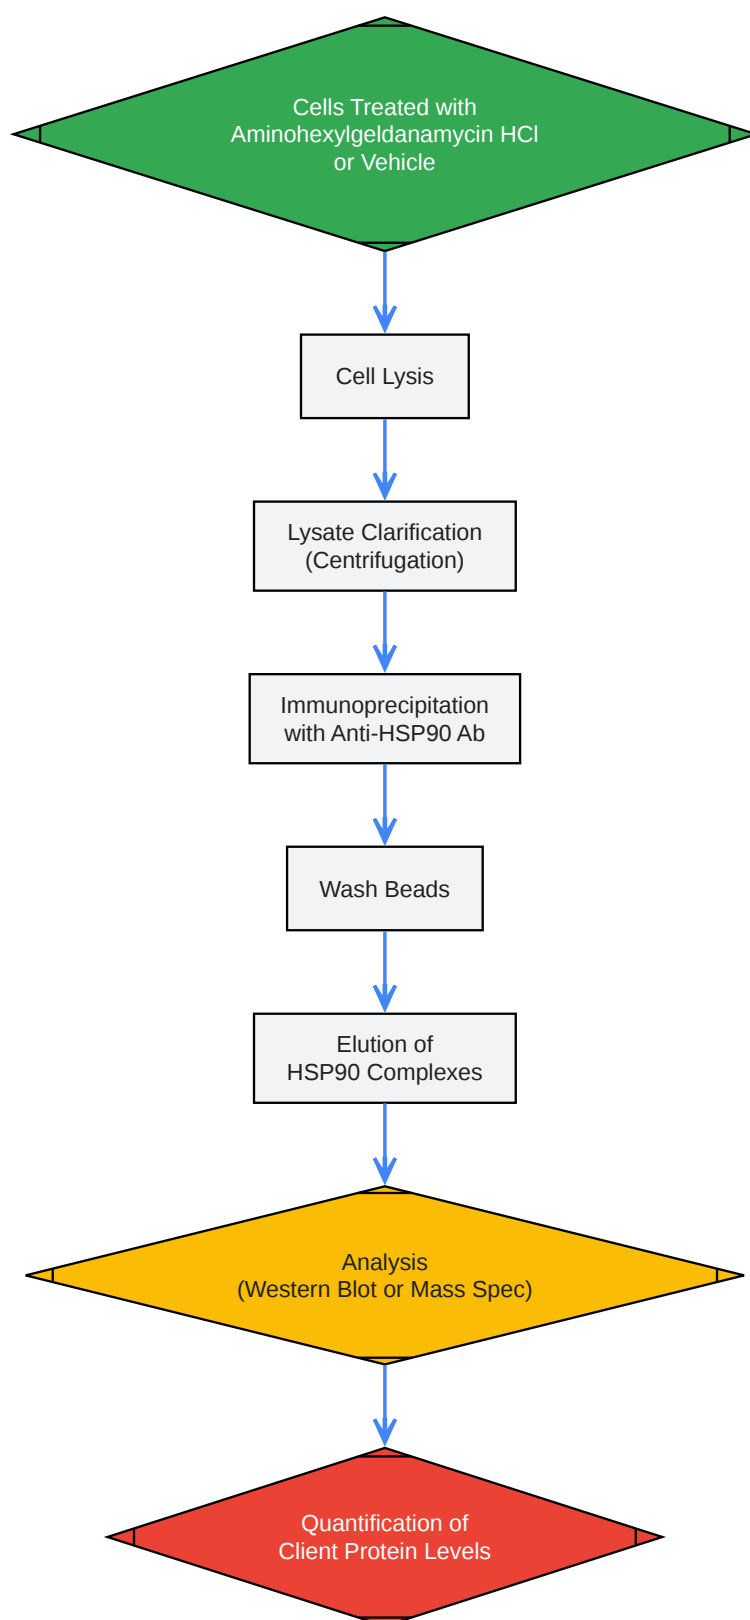 Cells Treated with
Aminohexylgeldanamycin HCl
or Vehicle
Cell Lysis
Lysate Clarification
(Centrifugation)
Immunoprecipitation
with Anti-HSP90 Ab
Wash Beads
Elution of
HSP90 Complexes
Analysis
(Western Blot or Mass Spec)
Quantification of
Client Protein Levels